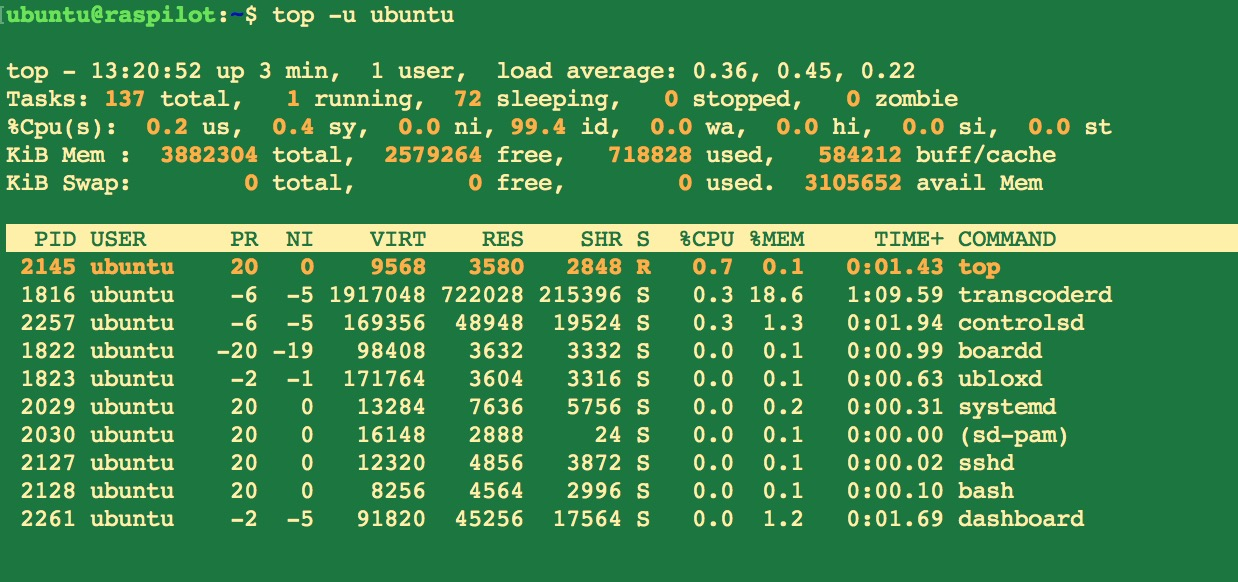 [ubuntu@raspilot:~$ top -u ubuntu
top - 13:20:52 up 3 min,  1 user,  load average: 0.36, 0.45, 0.22
Tasks: 137 total,   1 running,  72 sleeping,   0 stopped,   0 zombie
%Cpu(s):  0.2 us,  0.4 sy,  0.0 ni, 99.4 id,  0.0 wa,  0.0 hi,  0.0 si,  0.0 st
KiB Mem :  3882304 total,  2579264 free,   718828 used,   584212 buff/cache
KiB Swap:        0 total,        0 free,        0 used.  3105652 avail Mem
  PID USER      PR  NI    VIRT    RES    SHR S  %CPU %MEM     TIME+ COMMAND
 2145 ubuntu    20   0    9568   3580   2848 R   0.7  0.1   0:01.43 top
 1816 ubuntu    -6  -5 1917048 722028 215396 S   0.3 18.6   1:09.59 transcoderd
 2257 ubuntu    -6  -5  169356  48948  19524 S   0.3  1.3   0:01.94 controlsd
 1822 ubuntu   -20 -19   98408   3632   3332 S   0.0  0.1   0:00.99 boardd
 1823 ubuntu    -2  -1  171764   3604   3316 S   0.0  0.1   0:00.63 ubloxd
 2029 ubuntu    20   0   13284   7636   5756 S   0.0  0.2   0:00.31 systemd
 2030 ubuntu    20   0   16148   2888     24 S   0.0  0.1   0:00.00 (sd-pam)
 2127 ubuntu    20   0   12320   4856   3872 S   0.0  0.1   0:00.02 sshd
 2128 ubuntu    20   0    8256   4564   2996 S   0.0  0.1   0:00.10 bash
 2261 ubuntu    -2  -5   91820  45256  17564 S   0.0  1.2   0:01.69 dashboard